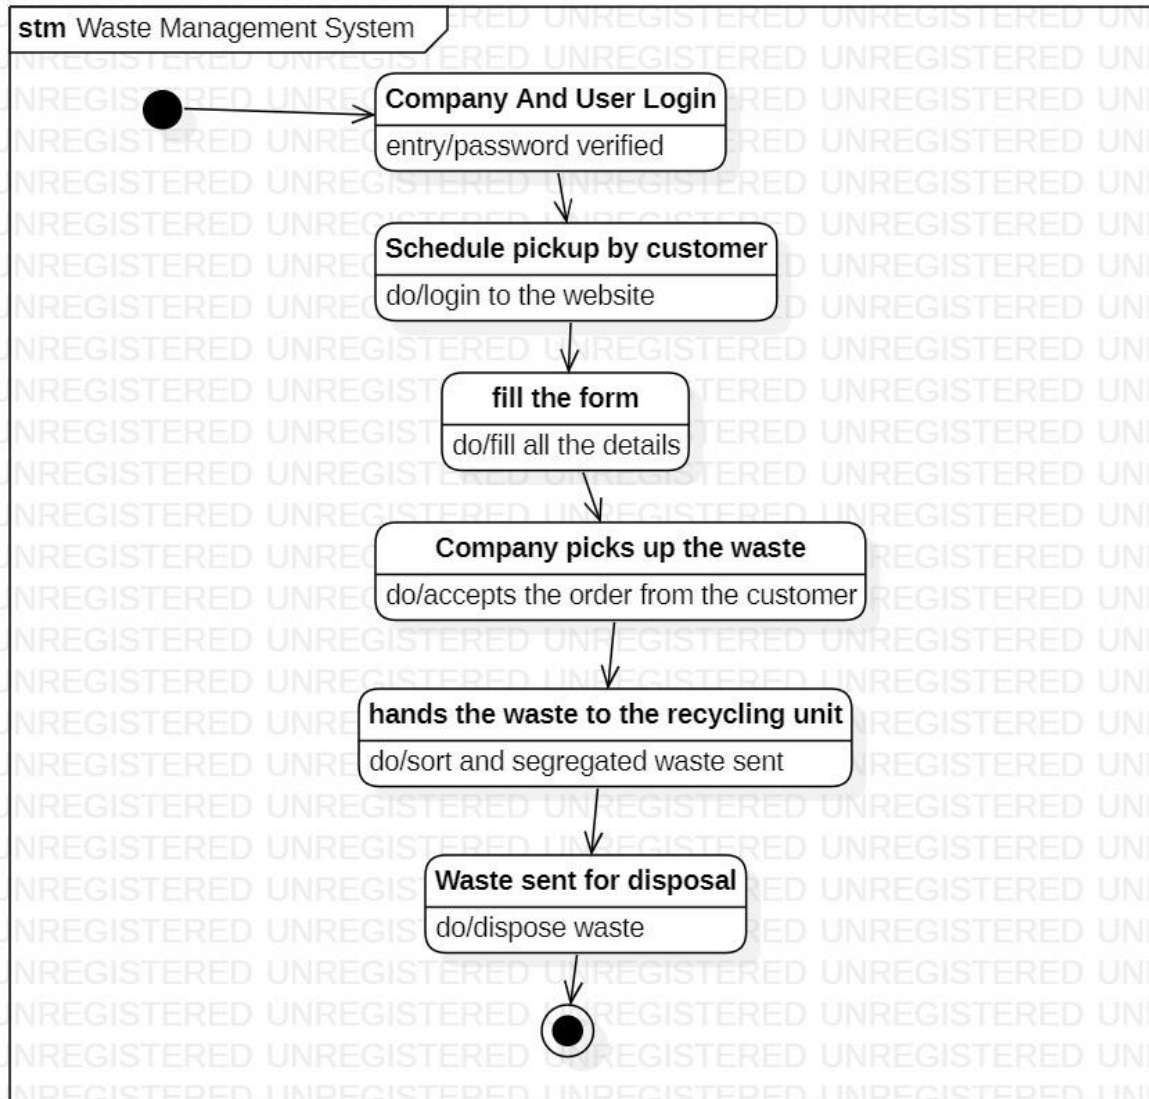 stm Waste Management System
Company And User Login
entry/password verified
Schedule pickup by customer
do/login to the website
fill the form
do/fill all the details
Company picks up the waste
do/accepts the order from the customer
hands the waste to the recycling unit
do/sort and segregated waste sent
Waste sent for disposal
do/dispose waste
UNREGISTERED